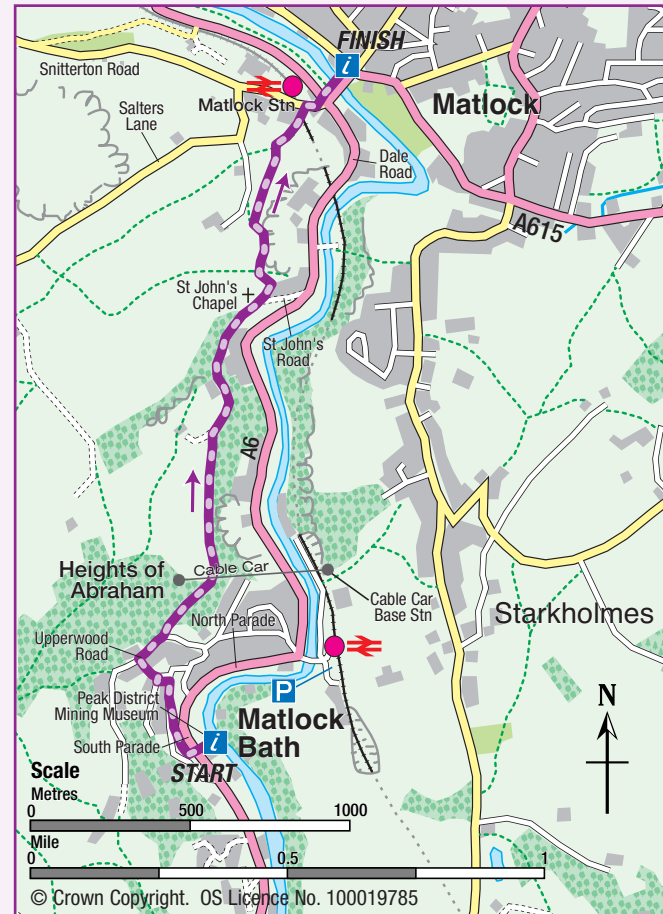 FINISH
i
Snitterton Road
Matlock Stn
Matlock
Salters
Lane
Dale
Road
A615
St John's
Chapel
St John's
Road
A6
Heights of
Abraham
Cable Car
Cable Car
Base Stn
Starkholmes
North Parade
Upperwood
Road
P
Peak District
Mining Museum
i
Matlock
Bath
South Parade
START
N
Scale
Metres
0 500 1000
Mile
0 0.5 1
© Crown Copyright. OS Licence No. 100019785